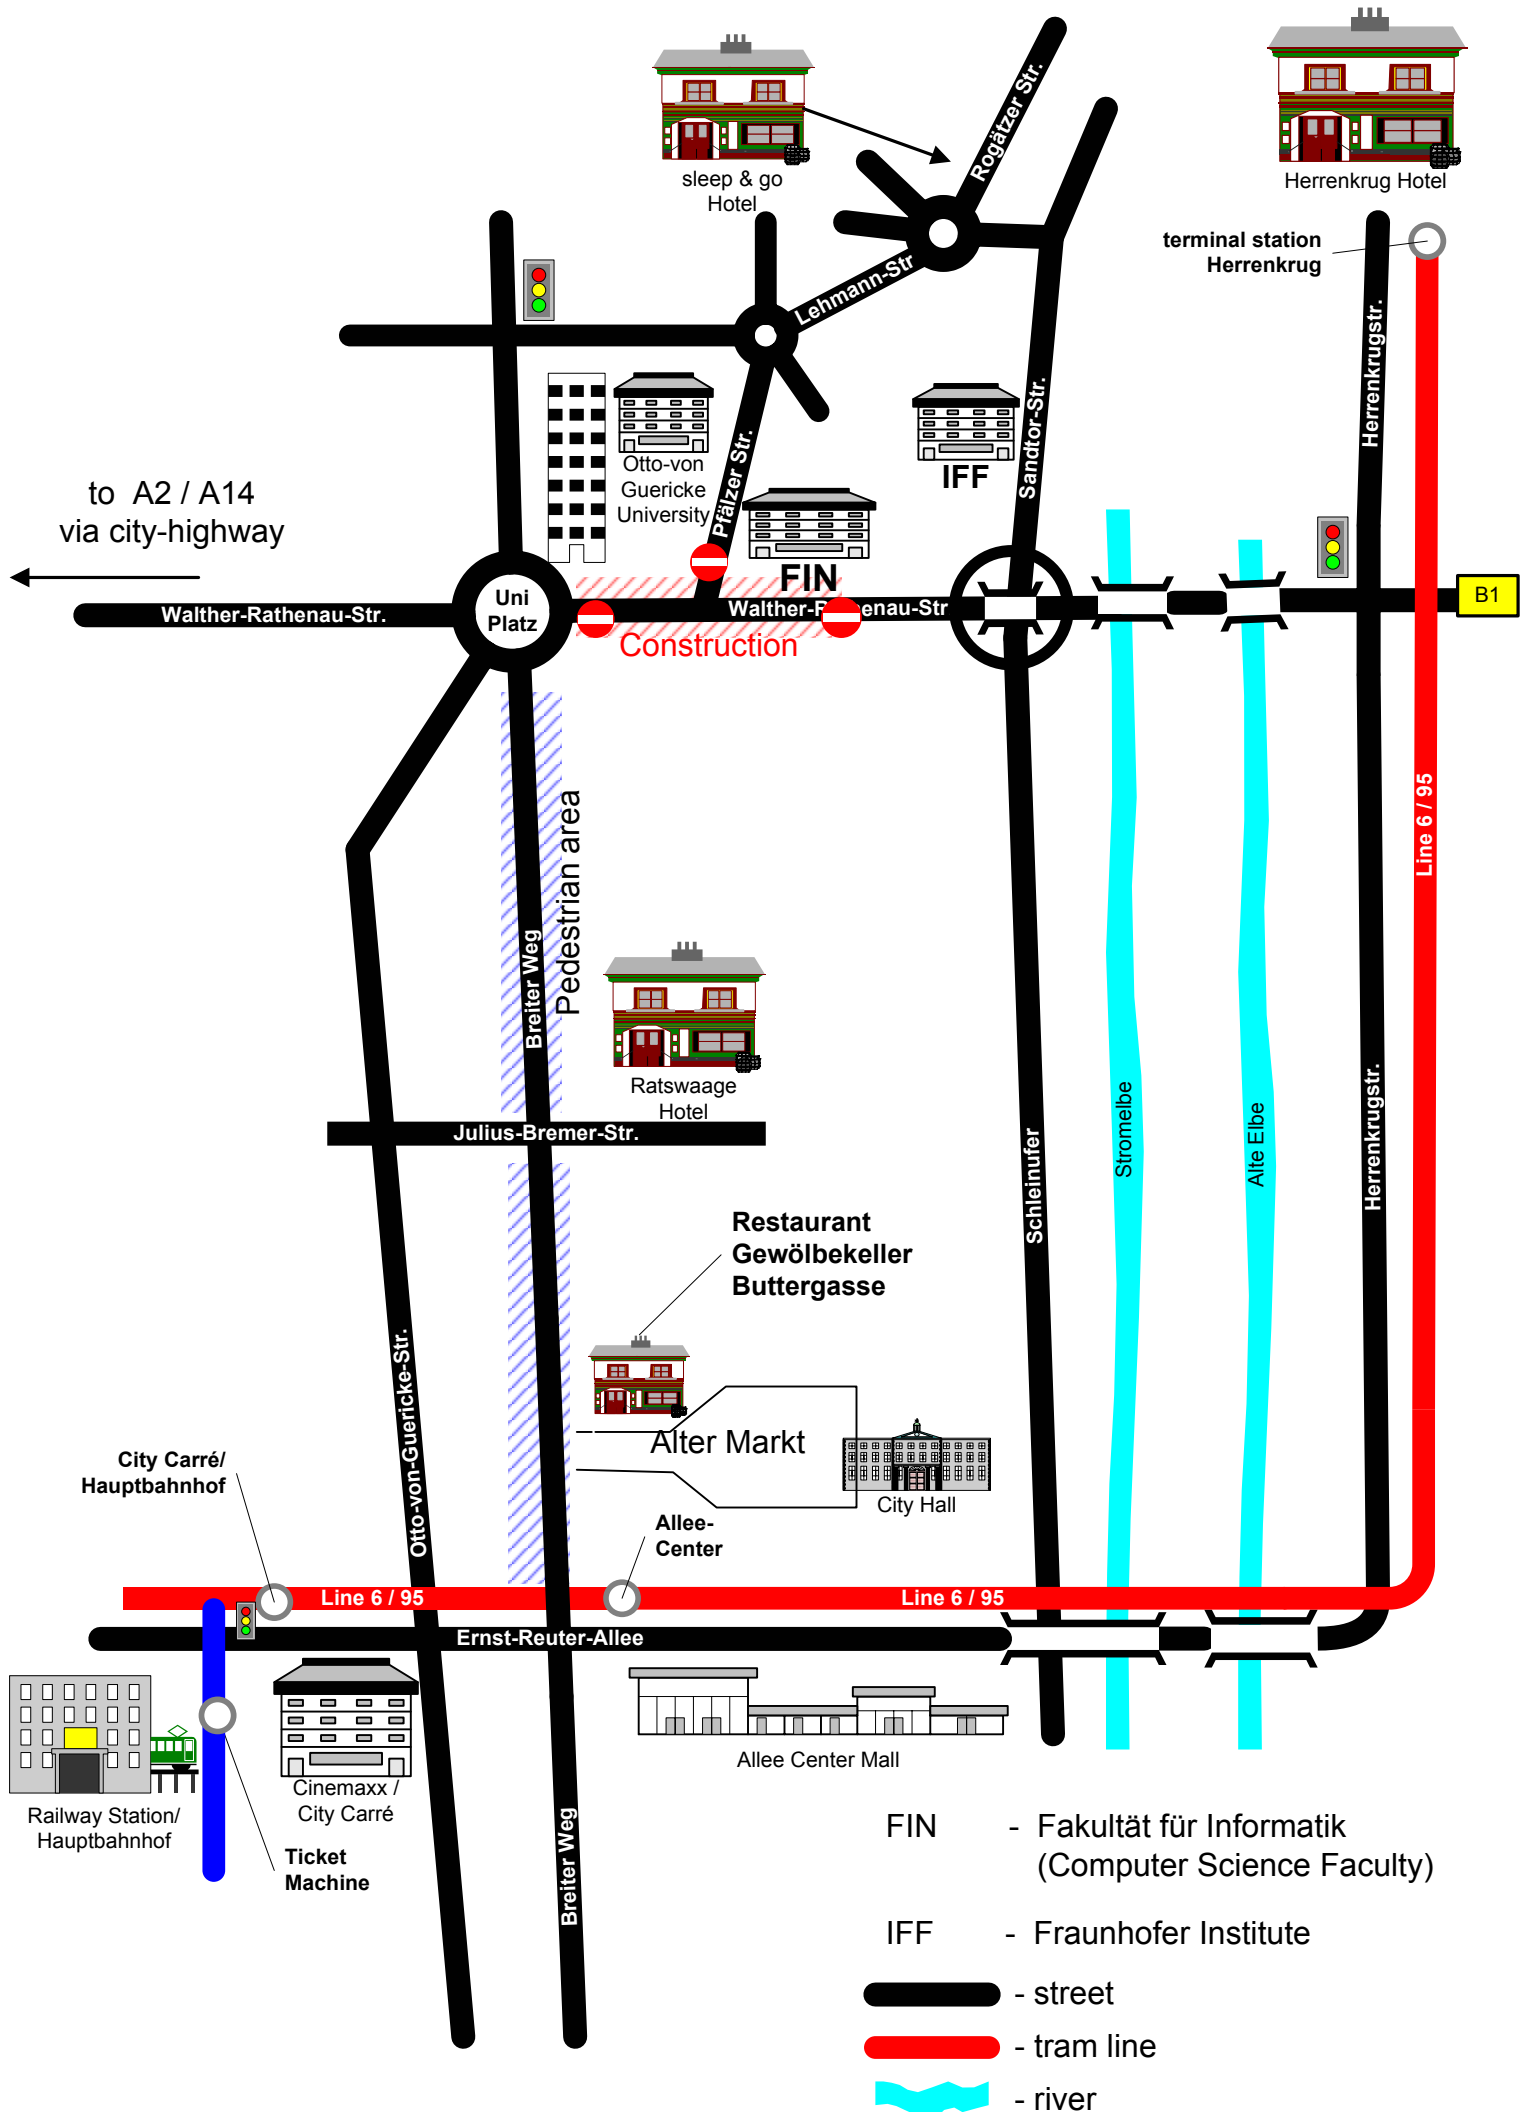 sleep & go
Hotel
Rogätzer Str.
Herrenkrug Hotel
terminal station
Herrenkrug
Lehmann-Str
Herrenkrugstr.
Otto-von
Guericke
University
Pfälzer Str.
IFF
Sandtor-Str.
to A2 / A14
via city-highway
FIN
Uni
Platz
Walther-Rathenau-Str.
Walther-Rathenau-Str
B1
Construction
Line 6 / 95
Pedestrian area
Breiter Weg
Ratswaage
Hotel
Julius-Bremer-Str.
Schleinufer
Stromelbe
Alte Elbe
Herrenkrugstr.
Restaurant
Gewölbekeller
Buttergasse
Otto-von-Guericke-Str.
Alter Markt
City Hall
City Carré/
Hauptbahnhof
Allee-
Center
Line 6 / 95
Line 6 / 95
Ernst-Reuter-Allee
Allee Center Mall
Cinemaxx /
City Carré
Railway Station/
Hauptbahnhof
Ticket
Machine
Breiter Weg
FIN - Fakultät für Informatik
(Computer Science Faculty)
IFF - Fraunhofer Institute
- street
- tram line
- river